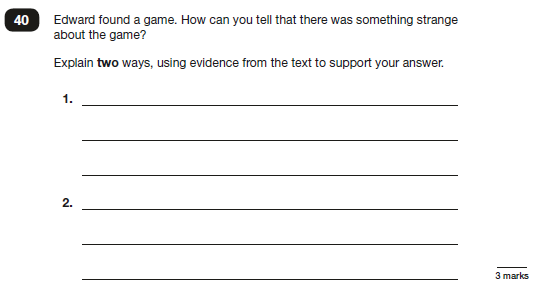 40 Edward found a game. How can you tell that there was something strange
about the game?
Explain two ways, using evidence from the text to support your answer.
1.
2.
3 marks